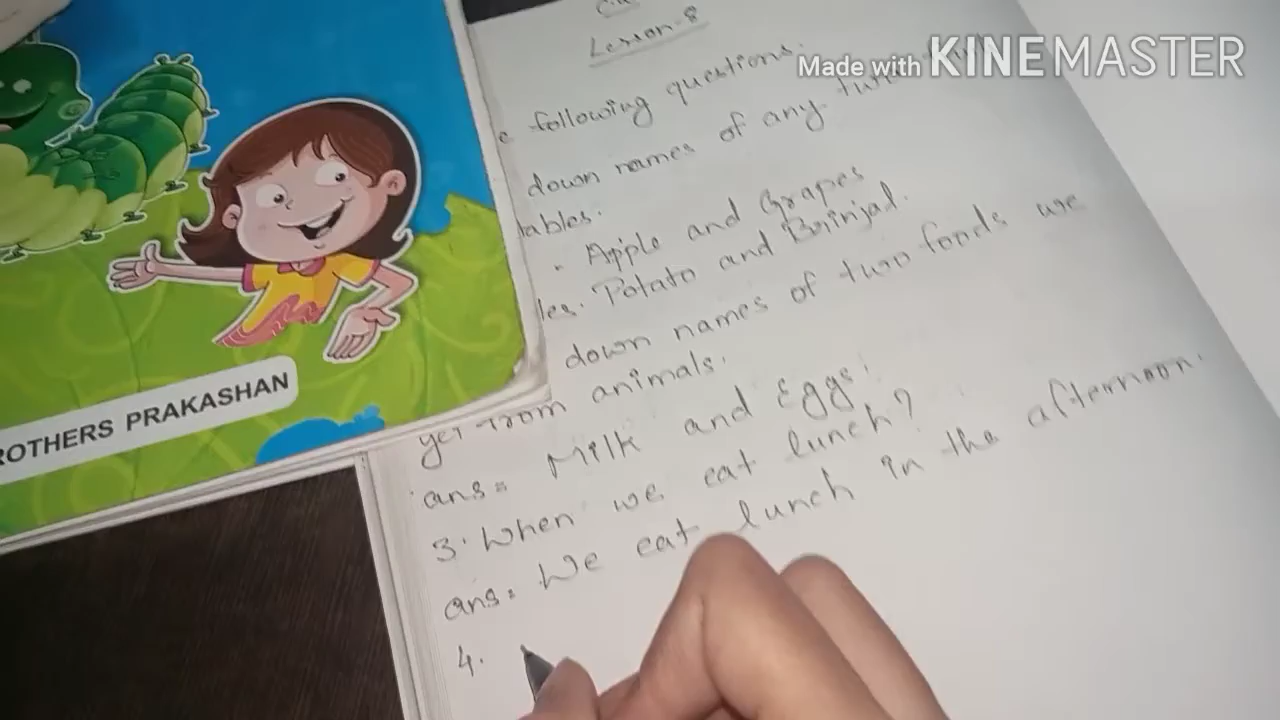 Made with KINEMASTER
Lesson-8
e following questions.
down names of any
tables.
. Apple and Grapes
les. Potato and Brinjal.
down names of two foods we
get from animals.
ans= Milk and Eggs.
3. When we eat lunch?
ans= We eat lunch in the afternoon.
4.
ROTHERS PRAKASHAN